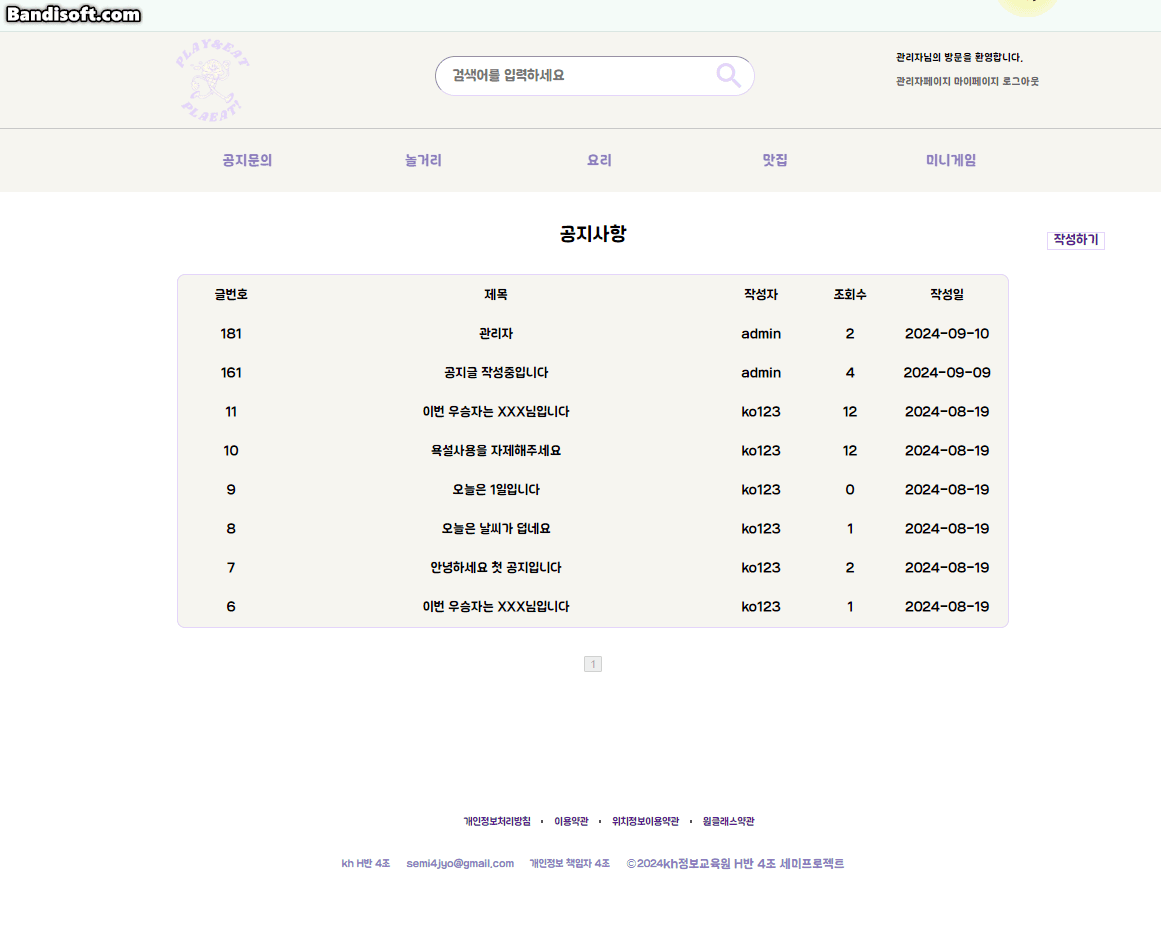 Bandisoft.com
PLAYSEAT
PLAEAT
검색어를 입력하세요
관리자님의 방문을 환영합니다.
관리자페이지 마이페이지 로그아웃
공지문의 놀거리 요리 맛집 미니게임
공지사항
작성하기
글번호 제목 작성자 조회수 작성일
181 관리자 admin 2 2024-09-10
161 공지글 작성중입니다 admin 4 2024-09-09
11 이번 우승자는 XXX님입니다 ko123 12 2024-08-19
10 욕설사용을 자제해주세요 ko123 12 2024-08-19
9 오늘은 1일입니다 ko123 0 2024-08-19
8 오늘은 날씨가 덥네요 ko123 1 2024-08-19
7 안녕하세요 첫 공지입니다 ko123 2 2024-08-19
6 이번 우승자는 XXX님입니다 ko123 1 2024-08-19
1
개인정보처리방침 · 이용약관 · 위치정보이용약관 · 원클래스약관
kh H반 4조 semi4jyo@gmail.com 개인정보 책임자 4조 ©2024kh정보교육원 H반 4조 세미프로젝트